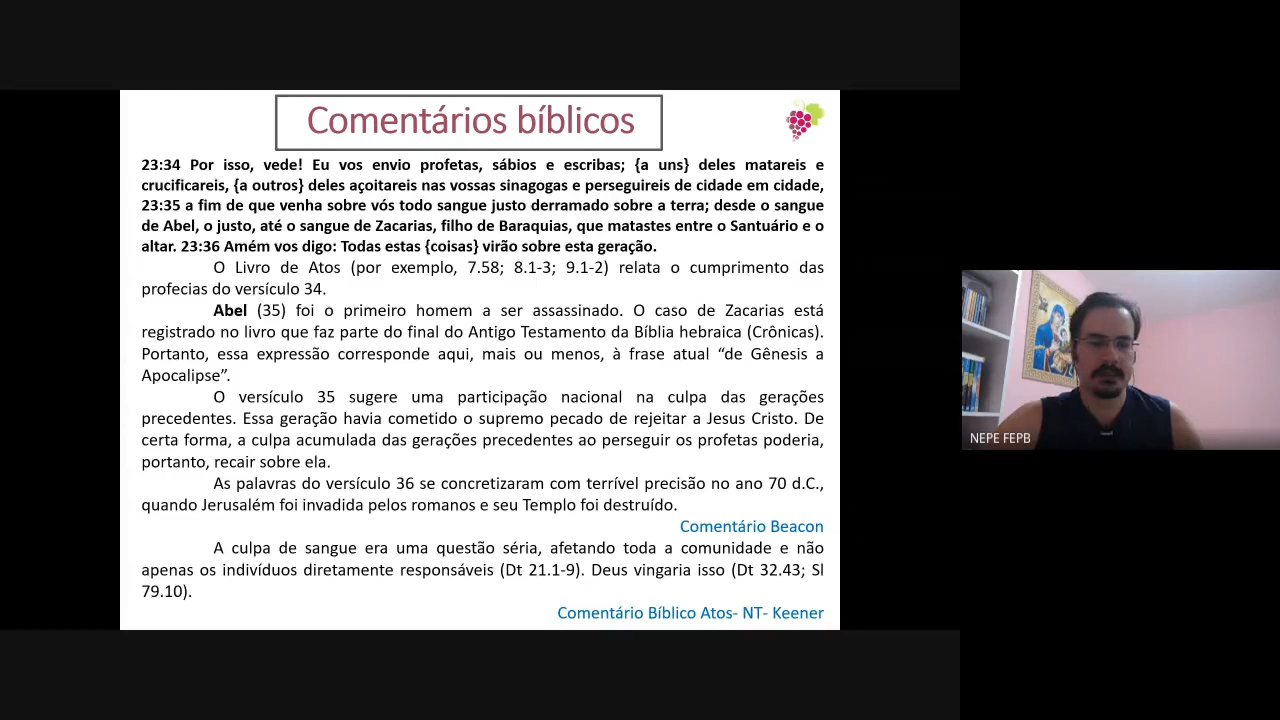 Comentários bíblicos
23:34 Por isso, vede! Eu vos envio profetas, sábios e escribas; {a uns} deles matareis e
crucificareis, {a outros} deles açoitareis nas vossas sinagogas e perseguireis de cidade em cidade,
23:35 a fim de que venha sobre vós todo sangue justo derramado sobre a terra; desde o sangue
de Abel, o justo, até o sangue de Zacarias, filho de Baraquias, que matastes entre o Santuário e o
altar. 23:36 Amém vos digo: Todas estas {coisas} virão sobre esta geração.
O Livro de Atos (por exemplo, 7.58; 8.1-3; 9.1-2) relata o cumprimento das
profecias do versículo 34.
Abel (35) foi o primeiro homem a ser assassinado. O caso de Zacarias está
registrado no livro que faz parte do final do Antigo Testamento da Bíblia hebraica (Crônicas).
Portanto, essa expressão corresponde aqui, mais ou menos, à frase atual “de Gênesis a
Apocalipse”.
O versículo 35 sugere uma participação nacional na culpa das gerações
precedentes. Essa geração havia cometido o supremo pecado de rejeitar a Jesus Cristo. De
certa forma, a culpa acumulada das gerações precedentes ao perseguir os profetas poderia,
portanto, recair sobre ela.
As palavras do versículo 36 se concretizaram com terrível precisão no ano 70 d.C.,
quando Jerusalém foi invadida pelos romanos e seu Templo foi destruído.
Comentário Beacon
A culpa de sangue era uma questão séria, afetando toda a comunidade e não
apenas os indivíduos diretamente responsáveis (Dt 21.1-9). Deus vingaria isso (Dt 32.43; Sl
79.10).
Comentário Bíblico Atos- NT- Keener
NEPE FEPB